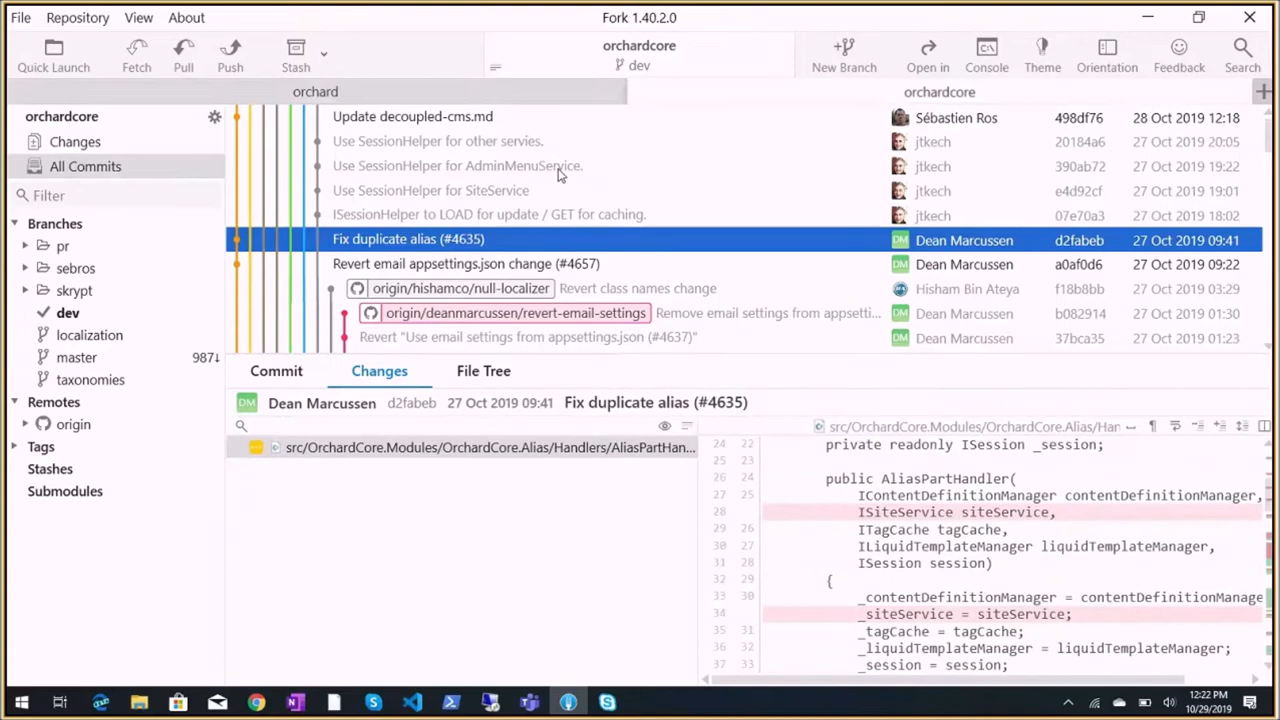 File Repository View About Fork 1.40.2.0
Quick Launch Fetch Pull Push Stash orchardcore New Branch Open in Console Theme Orientation Feedback Search
dev
orchard orchardcore
orchardcore
Changes
All Commits
Filter
Branches
pr
sebros
skrypt
dev
localization
master 987↓
taxonomies
Remotes
origin
Tags
Stashes
Submodules
Update decoupled-cms.md Sébastien Ros 498df76 28 Oct 2019 12:18
Use SessionHelper for other servies. jtkech 20184a6 27 Oct 2019 20:05
Use SessionHelper for AdminMenuService. jtkech 390ab72 27 Oct 2019 19:22
Use SessionHelper for SiteService jtkech e4d92cf 27 Oct 2019 19:01
ISessionHelper to LOAD for update / GET for caching. jtkech 07e70a3 27 Oct 2019 18:02
Fix duplicate alias (#4635) DM Dean Marcussen d2fabeb 27 Oct 2019 09:41
Revert email appsettings.json change (#4657) DM Dean Marcussen a0af0d6 27 Oct 2019 09:22
origin/hishamco/null-localizer Revert class names change Hisham Bin Ateya f18b8bb 27 Oct 2019 03:29
origin/deanmarcussen/revert-email-settings Remove email settings from appsetti... DM Dean Marcussen b082914 27 Oct 2019 01:30
Revert "Use email settings from appsettings.json (#4637)" DM Dean Marcussen 37bca35 27 Oct 2019 01:23
Commit Changes File Tree
DM Dean Marcussen d2fabeb 27 Oct 2019 09:41 Fix duplicate alias (#4635)
src/OrchardCore.Modules/OrchardCore.Alias/Handlers/AliasPartHan...
src/OrchardCore.Modules/OrchardCore.Alias/Han
24 22 private readonly ISession _session;
25 23
26 24 public AliasPartHandler(
27 25 IContentDefinitionManager contentDefinitionManager,
28 ISiteService siteService,
29 26 ITagCache tagCache,
30 27 ILiquidTemplateManager liquidTemplateManager,
31 28 ISession session)
32 29 {
33 30 _contentDefinitionManager = contentDefinitionManage
34 _siteService = siteService;
35 31 _tagCache = tagCache;
36 32 _liquidTemplateManager = liquidTemplateManager;
37 33 _session = session;
12:22 PM
10/29/2019